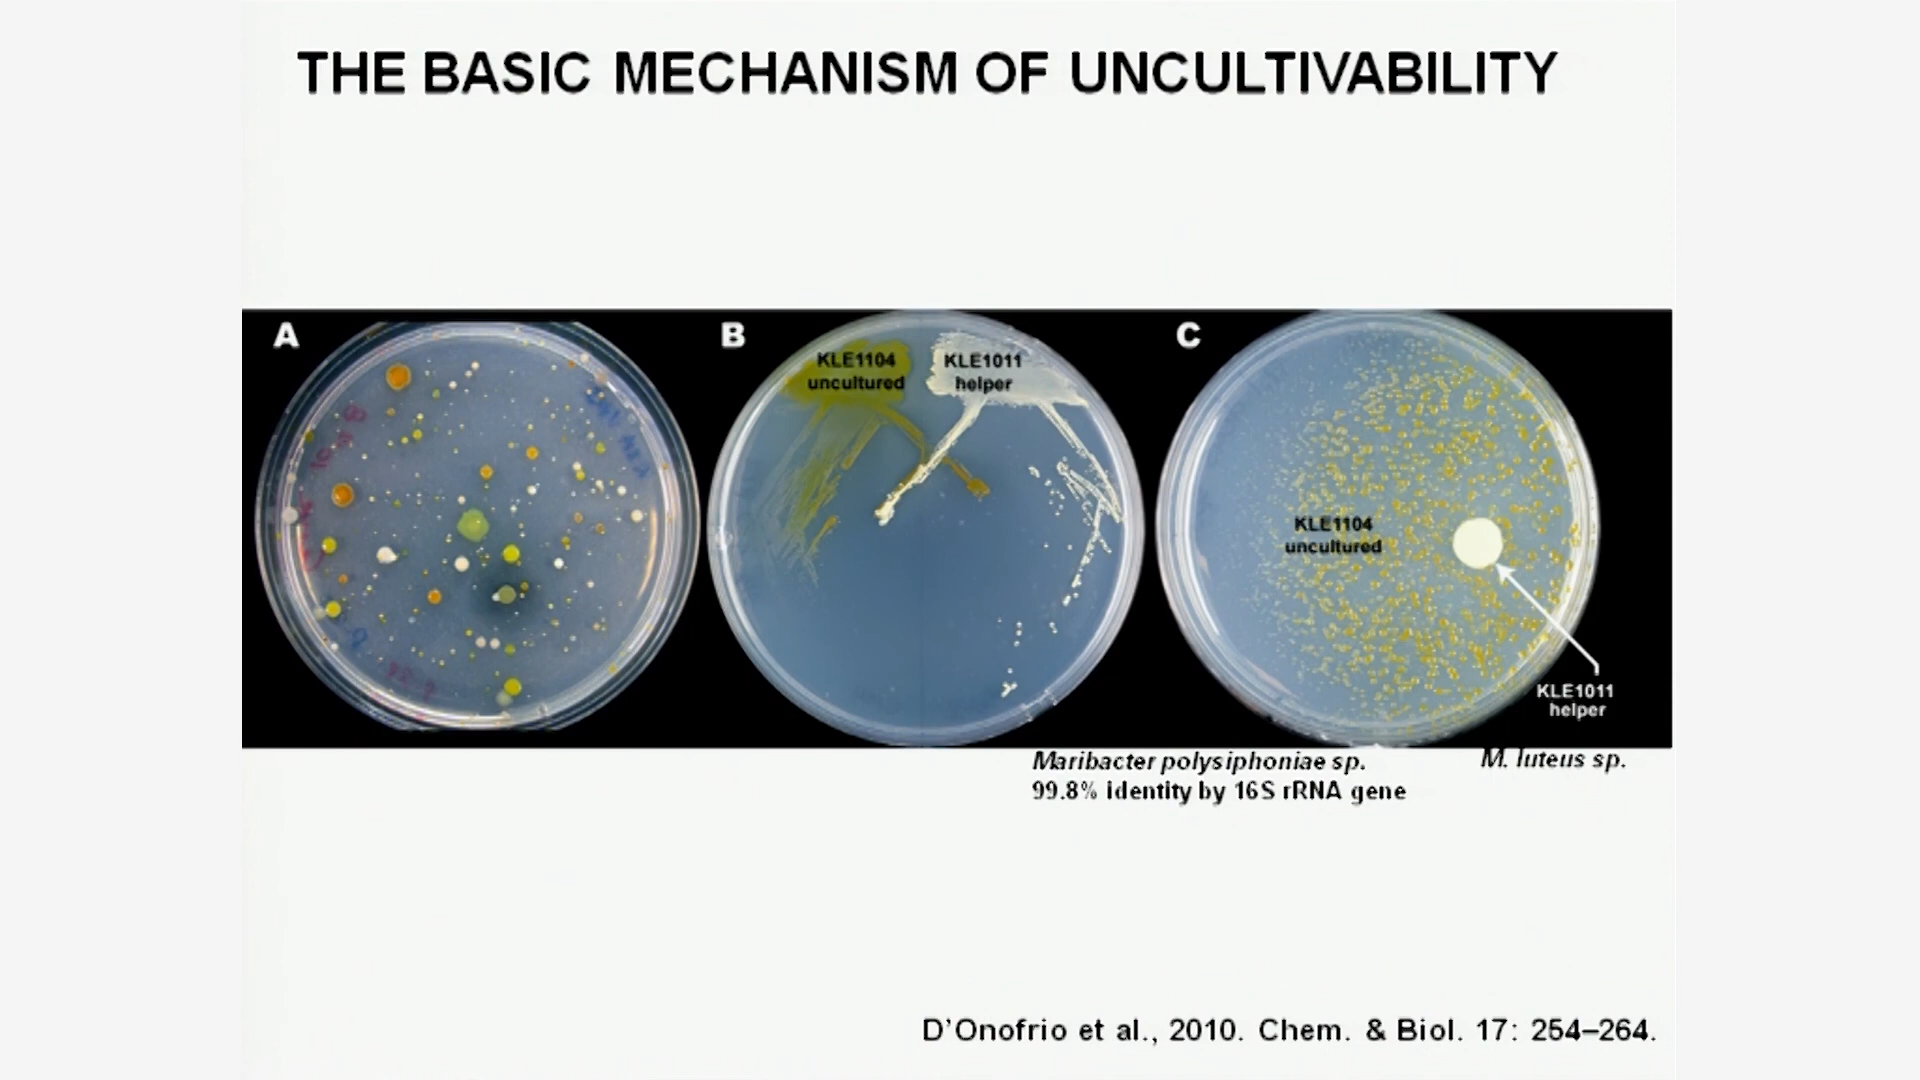 THE BASIC MECHANISM OF UNCULTIVABILITY
A
B
C
KLE1104
uncultured
KLE1011
helper
KLE1104
uncultured
KLE1011
helper
Maribacter polysiphoniae sp.
99.8% identity by 16S rRNA gene
M. luteus sp.
D'Onofrio et al., 2010. Chem. & Biol. 17: 254–264.